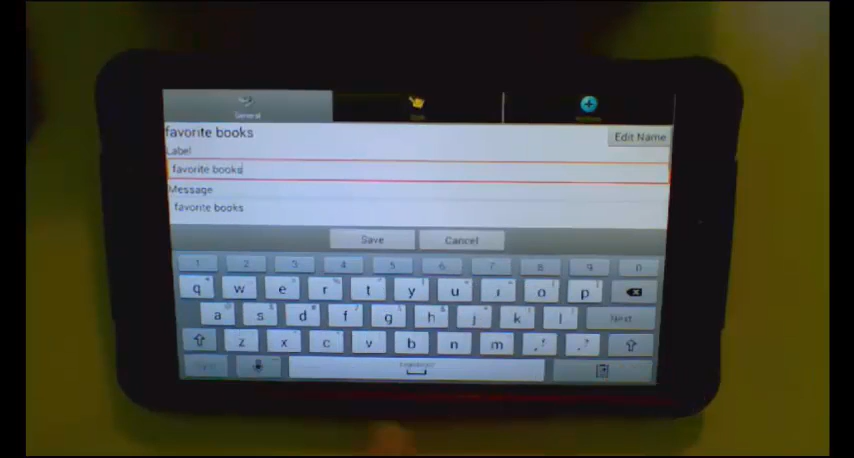 General
favorite books
Edit Name
Label
favorite books
Message
favorite books
Save Cancel
1 2 3 4 5 6 7 8 9 0
q w e r t y u i o p
a s d f g h j k l Next
z x c v b n m